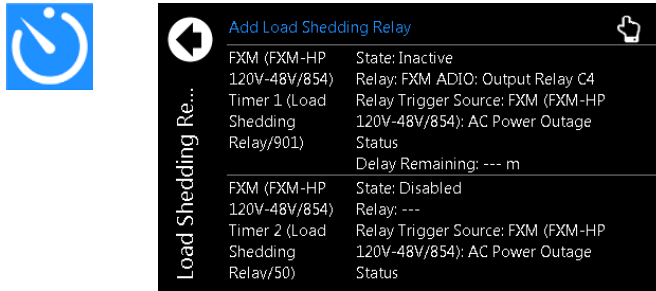 Add Load Shedding Relay
Load Shedding Re...
FXM (FXM-HP
120V-48V/854)
Timer 1 (Load
Shedding
Relay/901)
State: Inactive
Relay: FXM ADIO: Output Relay C4
Relay Trigger Source: FXM (FXM-HP
120V-48V/854): AC Power Outage
Status
Delay Remaining: --- m
FXM (FXM-HP
120V-48V/854)
Timer 2 (Load
Shedding
Relay/50)
State: Disabled
Relay: ---
Relay Trigger Source: FXM (FXM-HP
120V-48V/854): AC Power Outage
Status